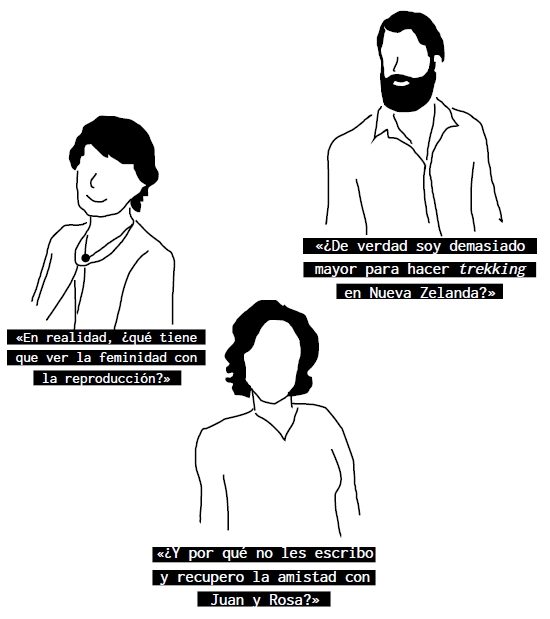 «¿De verdad soy demasiado
mayor para hacer trekking
en Nueva Zelanda?»
«En realidad, ¿qué tiene
que ver la feminidad con
la reproducción?»
«¿Y por qué no les escribo
y recupero la amistad con
Juan y Rosa?»